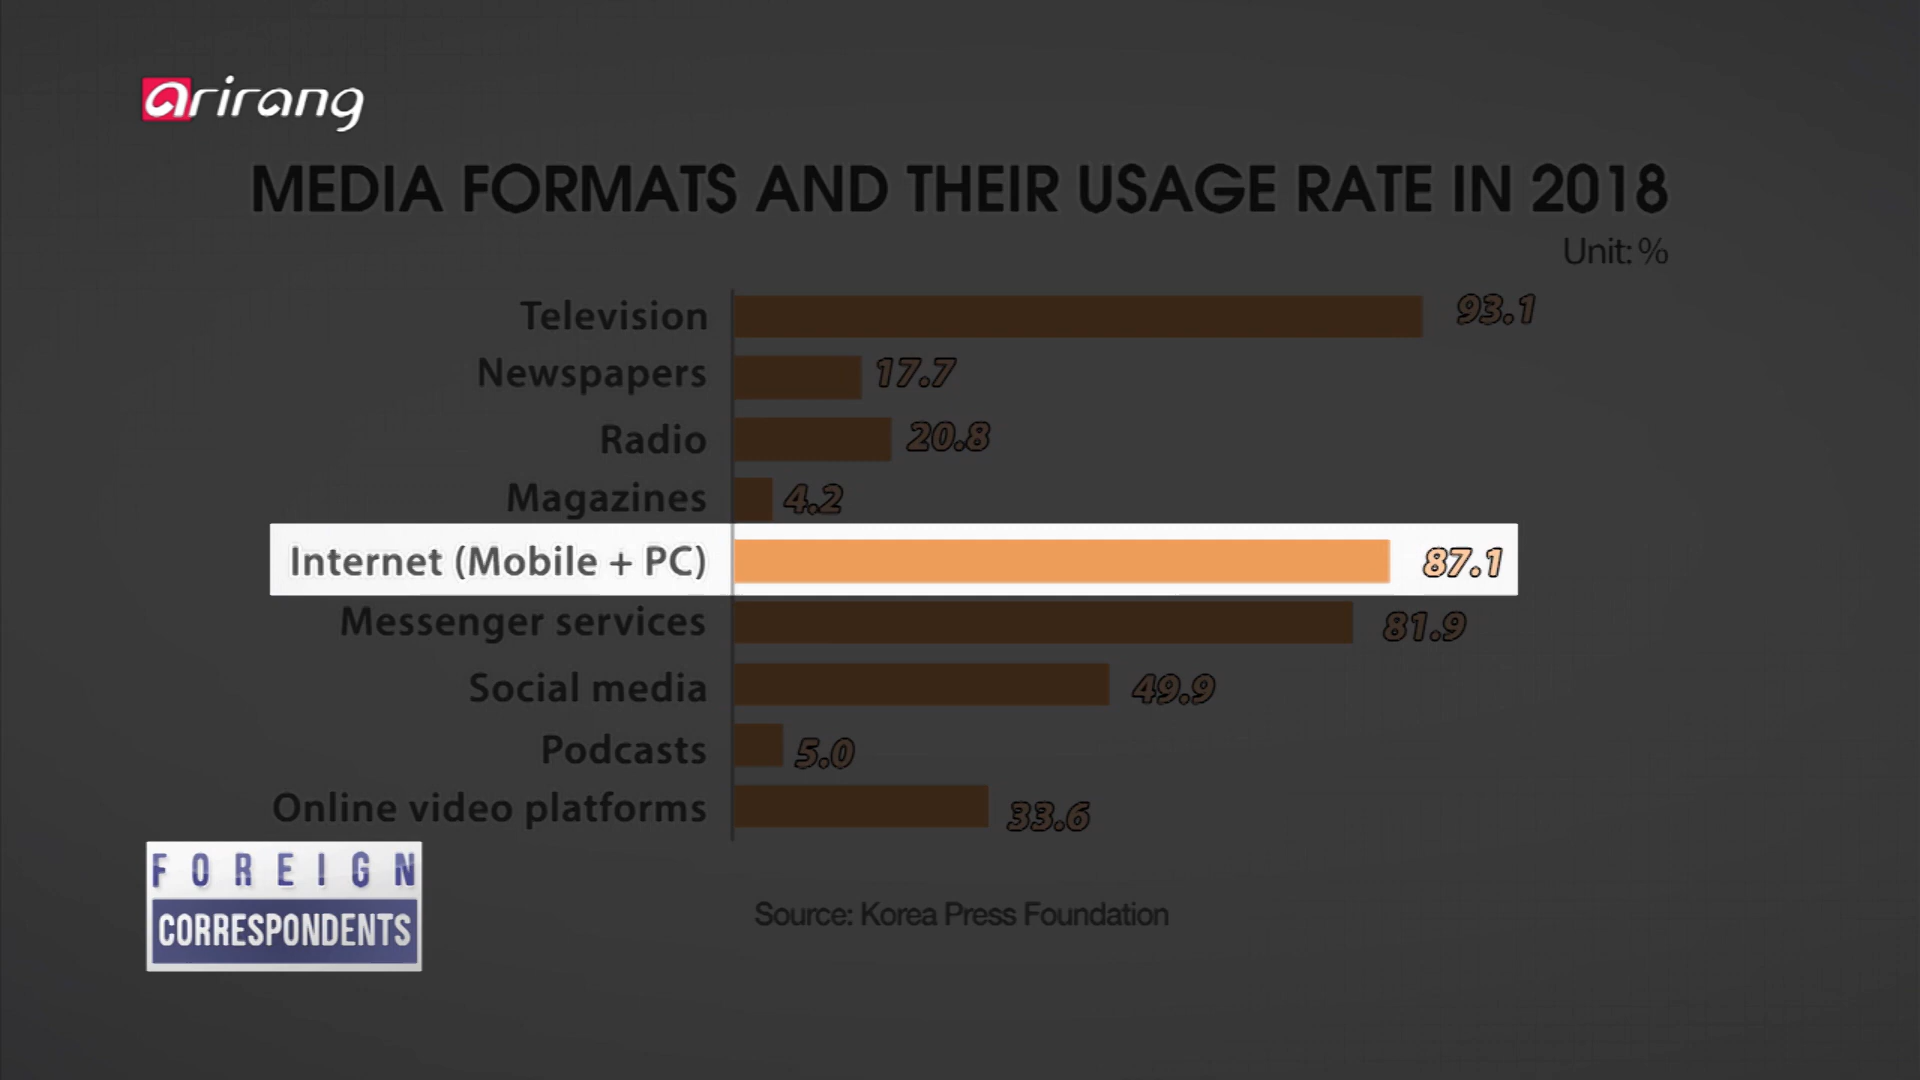 arirang
MEDIA FORMATS AND THEIR USAGE RATE IN 2018
Unit: %
Television 93.1
Newspapers 17.7
Radio 20.8
Magazines 4.2
Internet (Mobile + PC) 87.1
Messenger services 81.9
Social media 49.9
Podcasts 5.0
Online video platforms 33.6
FOREIGN
CORRESPONDENTS
Source: Korea Press Foundation